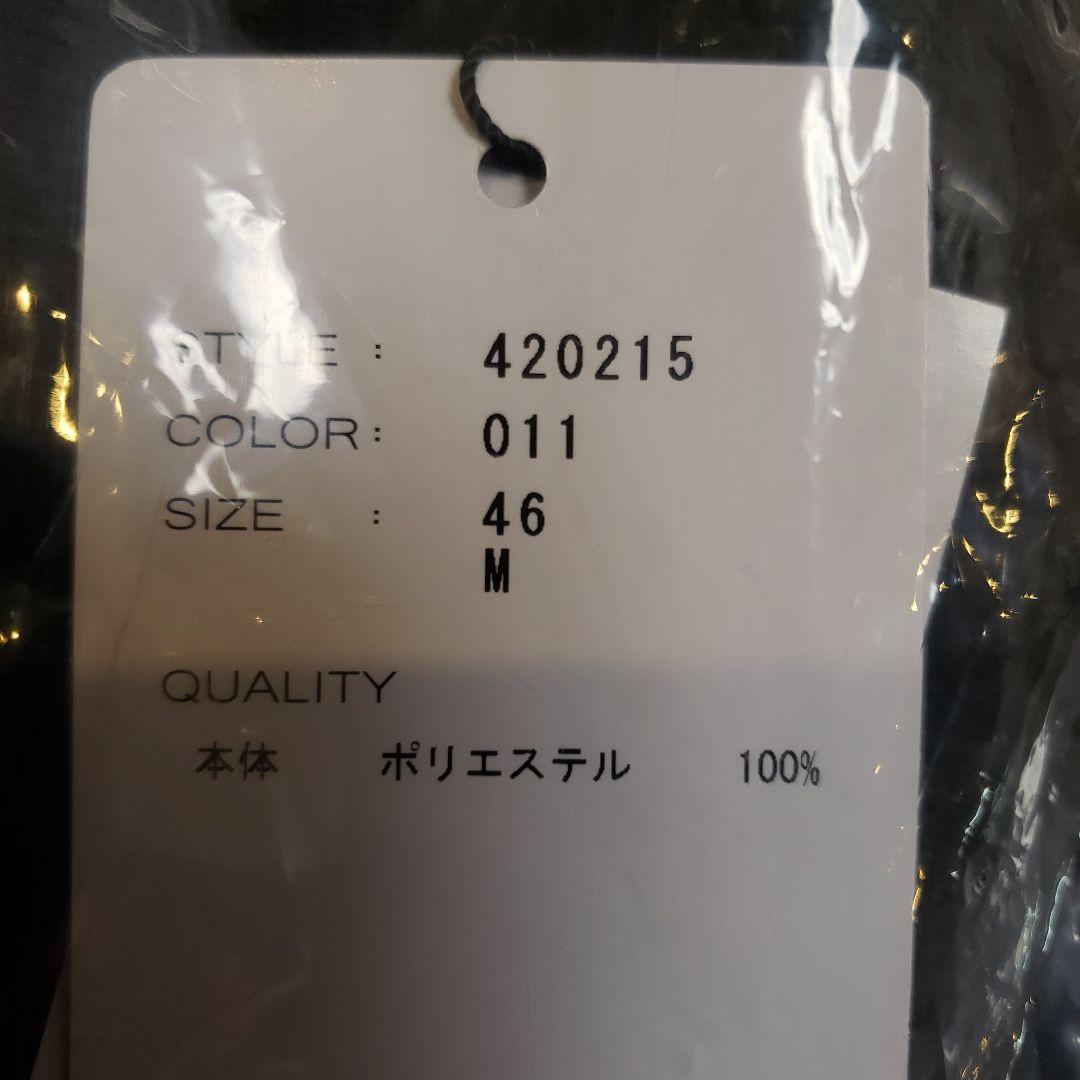 STYLE : 420215
COLOR : 011
SIZE : 46
M
QUALITY
本体 ポリエステル 100%